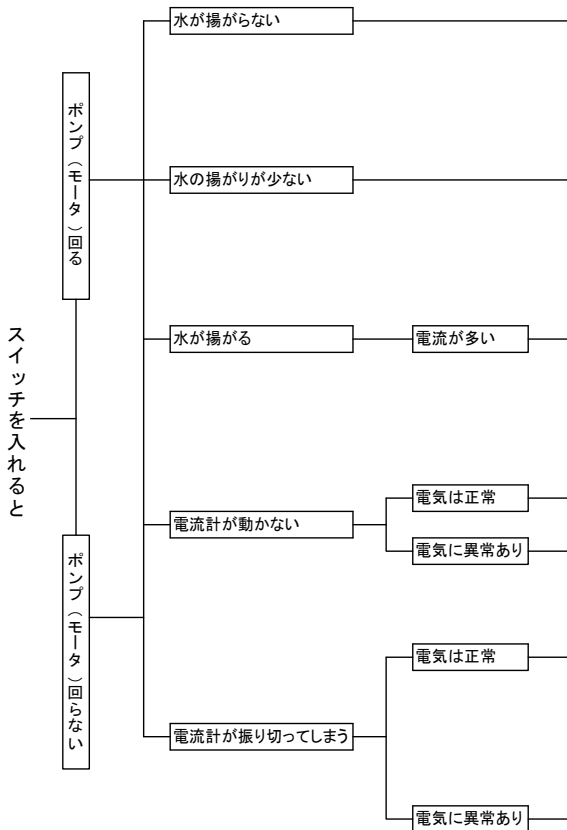 スイッチを入れると
ポンプ（モータ）回る
水が揚がらない
水の揚がりが少ない
水が揚がる
電流が多い
ポンプ（モータ）回らない
電流計が動かない
電気は正常
電気に異常あり
電流計が振り切ってしまう
電気は正常
電気に異常あり